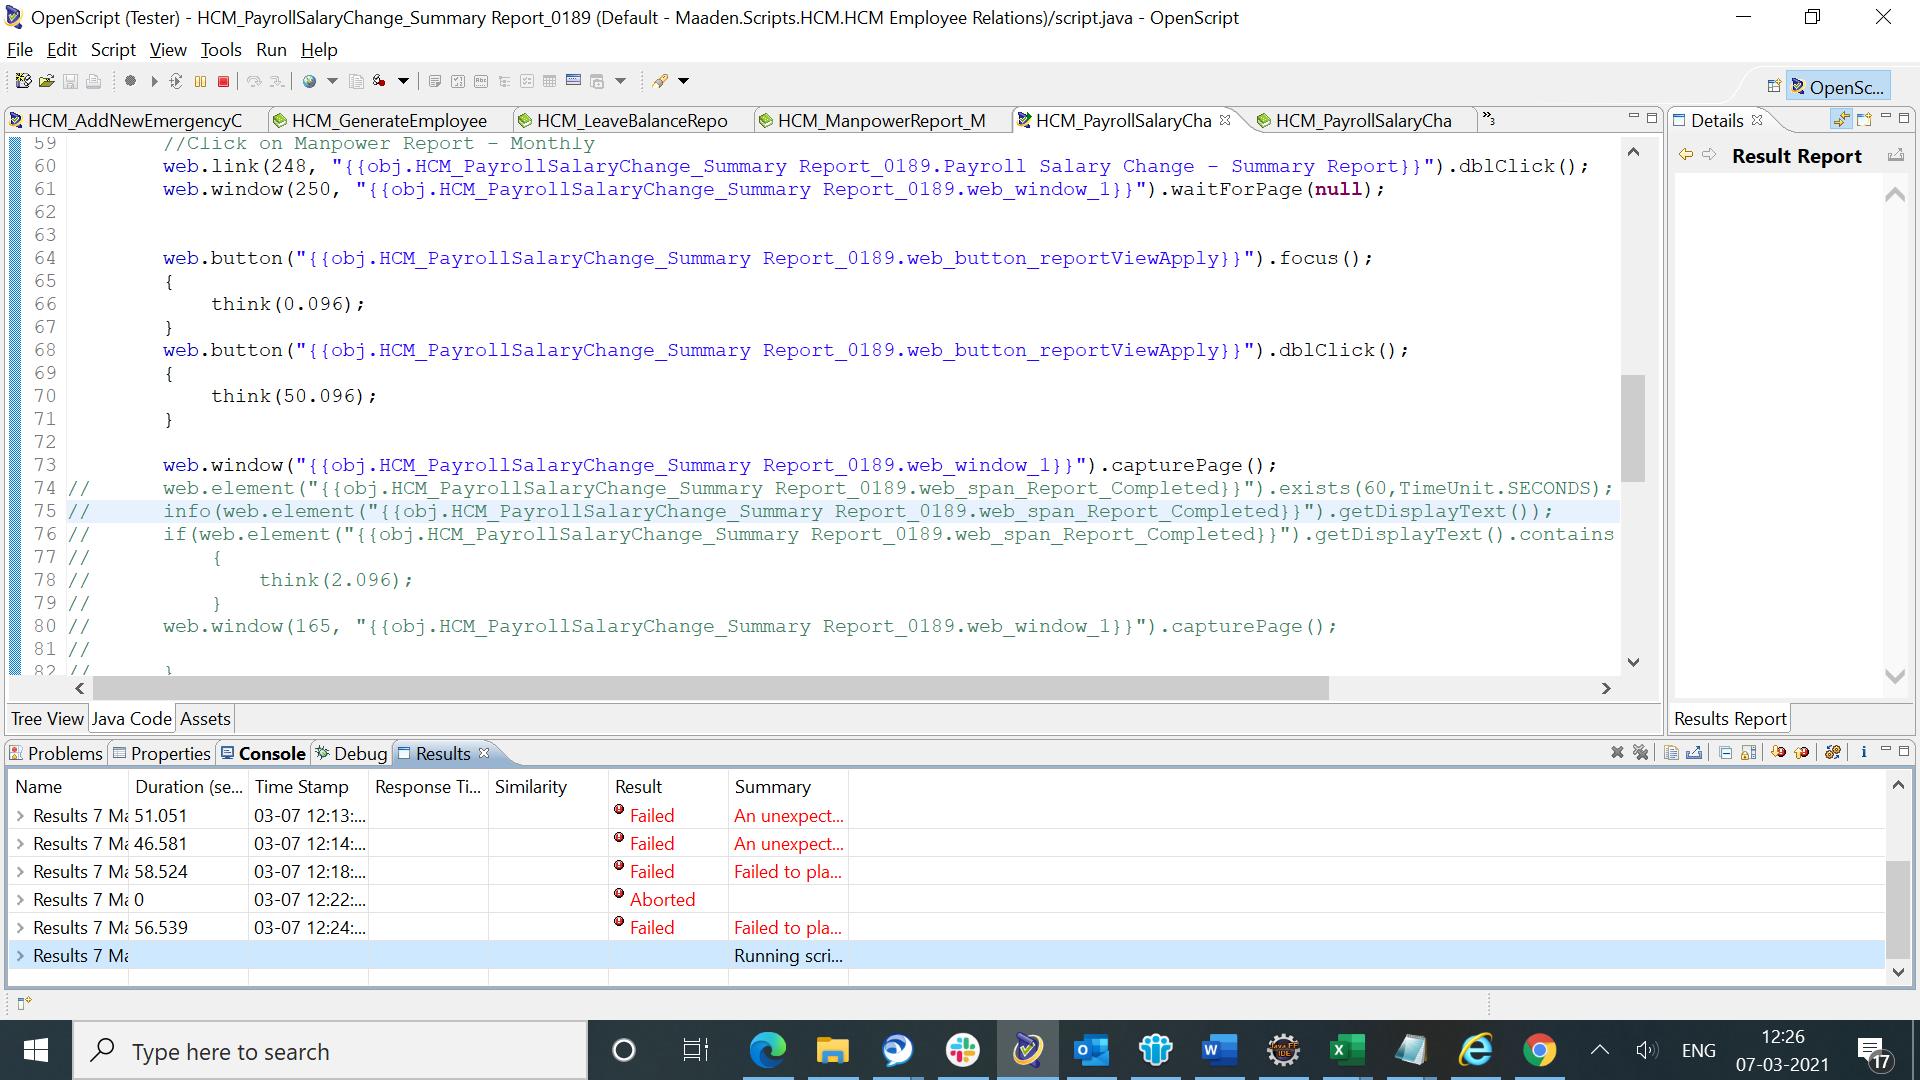 OpenScript (Tester) - HCM_PayrollSalaryChange_Summary Report_0189 (Default - Maaden.Scripts.HCM.HCM Employee Relations)/script.java - OpenScript
File Edit Script View Tools Run Help
OpenSc...
HCM_AddNewEmergencyC HCM_GenerateEmployee HCM_LeaveBalanceRepo HCM_ManpowerReport_M HCM_PayrollSalaryCha HCM_PayrollSalaryCha »3
Details
Result Report
59 //Click on Manpower Report - Monthly
60 web.link(248, "{{obj.HCM_PayrollSalaryChange_Summary Report_0189.Payroll Salary Change - Summary Report}}").dblClick();
61 web.window(250, "{{obj.HCM_PayrollSalaryChange_Summary Report_0189.web_window_1}}").waitForPage(null);
62
63
64 web.button("{{obj.HCM_PayrollSalaryChange_Summary Report_0189.web_button_reportViewApply}}").focus();
65 {
66 think(0.096);
67 }
68 web.button("{{obj.HCM_PayrollSalaryChange_Summary Report_0189.web_button_reportViewApply}}").dblClick();
69 {
70 think(50.096);
71 }
72
73 web.window("{{obj.HCM_PayrollSalaryChange_Summary Report_0189.web_window_1}}").capturePage();
74 // web.element("{{obj.HCM_PayrollSalaryChange_Summary Report_0189.web_span_Report_Completed}}").exists(60,TimeUnit.SECONDS);
75 // info(web.element("{{obj.HCM_PayrollSalaryChange_Summary Report_0189.web_span_Report_Completed}}").getDisplayText());
76 // if(web.element("{{obj.HCM_PayrollSalaryChange_Summary Report_0189.web_span_Report_Completed}}").getDisplayText().contains
77 // {
78 // think(2.096);
79 // }
80 // web.window(165, "{{obj.HCM_PayrollSalaryChange_Summary Report_0189.web_window_1}}").capturePage();
81 //
82 // }
Tree View Java Code Assets
Results Report
Problems Properties Console Debug Results
Name Duration (se... Time Stamp Response Ti... Similarity Result Summary
Results 7 Ma 51.051 03-07 12:13:... Failed An unexpect...
Results 7 Ma 46.581 03-07 12:14:... Failed An unexpect...
Results 7 Ma 58.524 03-07 12:18:... Failed Failed to pla...
Results 7 Ma 0 03-07 12:22:... Aborted
Results 7 Ma 56.539 03-07 12:24:... Failed Failed to pla...
Results 7 Ma Running scri...
Type here to search
ENG
12:26
07-03-2021
17